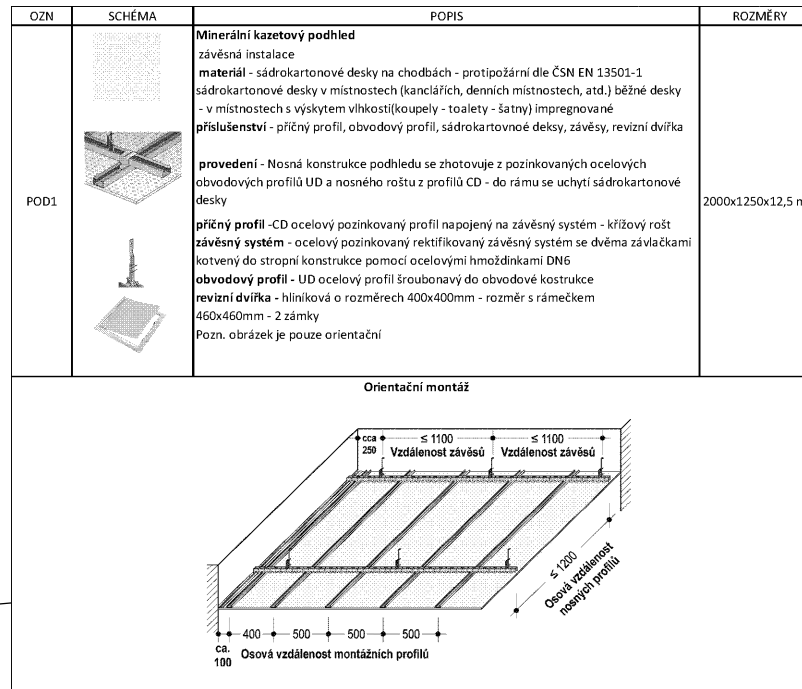 OZN SCHÉMA POPIS ROZMĚRY
Minerální kazetový podhled
závěsná instalace
materiál - sádrokartonové desky na chodbách - protipožární dle ČSN EN 13501-1
sádrokartonové desky v místnostech (kanclářích, denních místnostech, atd.) běžné desky
- v místnostech s výskytem vlhkosti(koupely - toalety - šatny) impregnované
příslušenství - příčný profil, obvodový profil, sádrokartovnoé deksy, závěsy, revizní dvířka
provedení - Nosná konstrukce podhledu se zhotovuje z pozinkovaných ocelových
obvodových profilů UD a nosného roštu z profilů CD - do rámu se uchytí sádrokartonové
desky
POD1
2000x1250x12,5
příčný profil -CD ocelový pozinkovaný profil napojený na závěsný systém - křížový rošt
závěsný systém - ocelový pozinkovaný rektifikovaný závěsný systém se dvěma závlačkami
kotvený do stropní konstrukce pomocí ocelovými hmoždinkami DN6
obvodový profil - UD ocelový profil šroubonavý do obvodové kostrukce
revizní dvířka - hliníková o rozměrech 400x400mm - rozměr s rámečkem
460x460mm - 2 zámky
Pozn. obrázek je pouze orientační
Orientační montáž
cca
250
≤ 1100
Vzdálenost závěsů
≤ 1100
Vzdálenost závěsů
≤ 1200
Osová vzdálenost
nosných profilů
400 500 500 500
ca.
100
Osová vzdálenost montážních profilů